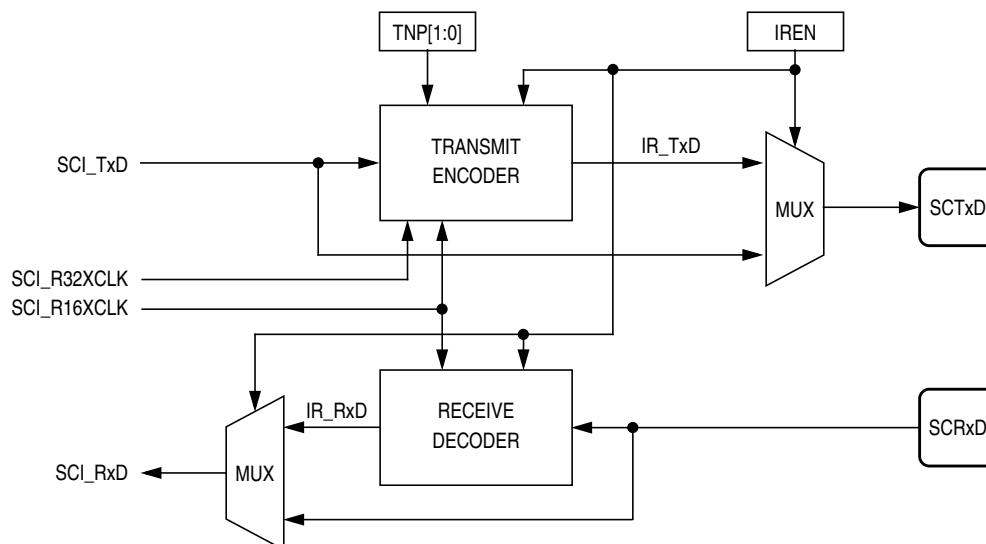 TNP[1:0]
IREN
TRANSMIT
ENCODER
IR_TxD
SCI_TxD
MUX
SCTxD
SCI_R32XCLK
SCI_R16XCLK
IR_RxD
RECEIVE
DECODER
SCRxD
SCI_RxD
MUX